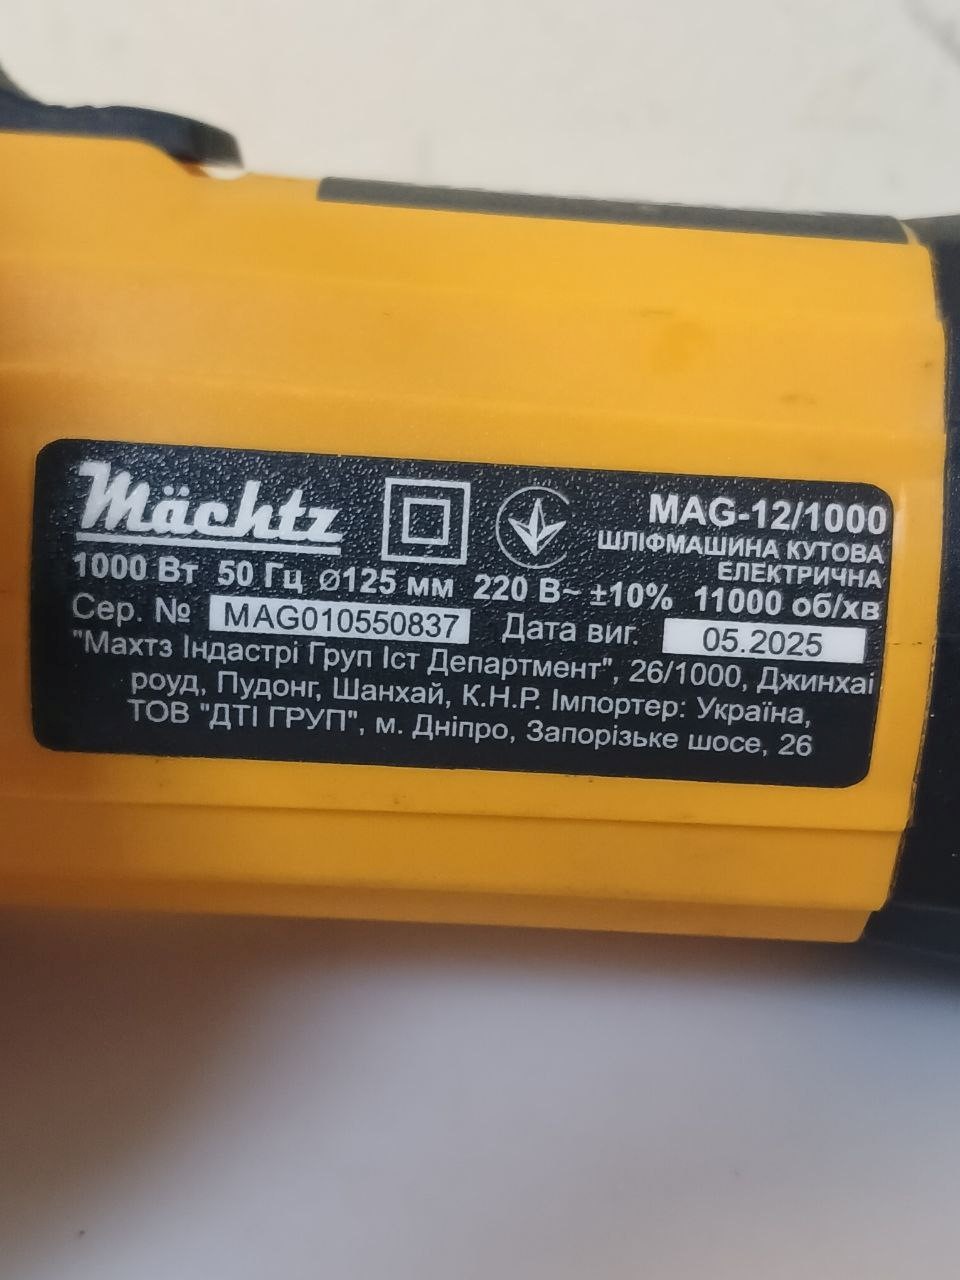 Mächtz
MAG-12/1000
ШЛІФМАШИНА КУТОВА
ЕЛЕКТРИЧНА
1000 Вт 50 Гц ⌀125 мм 220 В~ ±10% 11000 об/хв
Сер. № MAG010550837 Дата виг. 05.2025
"Махтз Індастрі Груп Іст Департмент", 26/1000, Джинхаі
роуд, Пудонг, Шанхай, К.Н.Р. Імпортер: Україна,
ТОВ "ДТІ ГРУП", м. Дніпро, Запорізьке шосе, 26